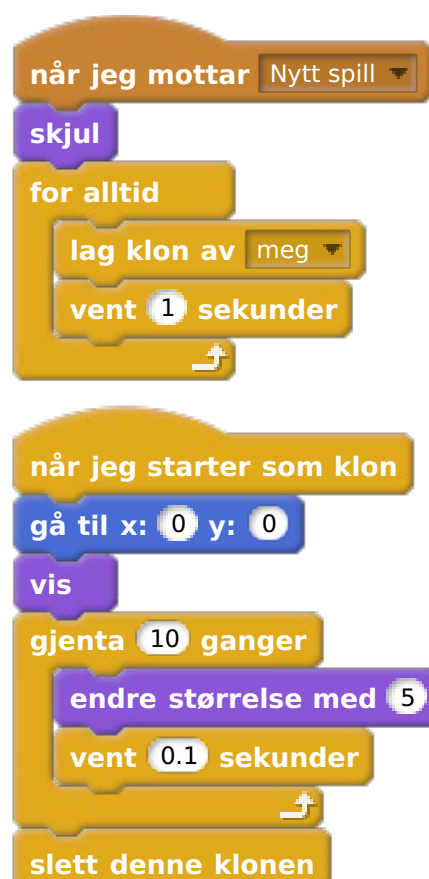 når jeg mottar Nytt spill
skjul
for alltid
lag klon av meg
vent 1 sekunder
når jeg starter som klon
gå til x: 0 y: 0
vis
gjenta 10 ganger
endre størrelse med 5
vent 0.1 sekunder
slett denne klonen